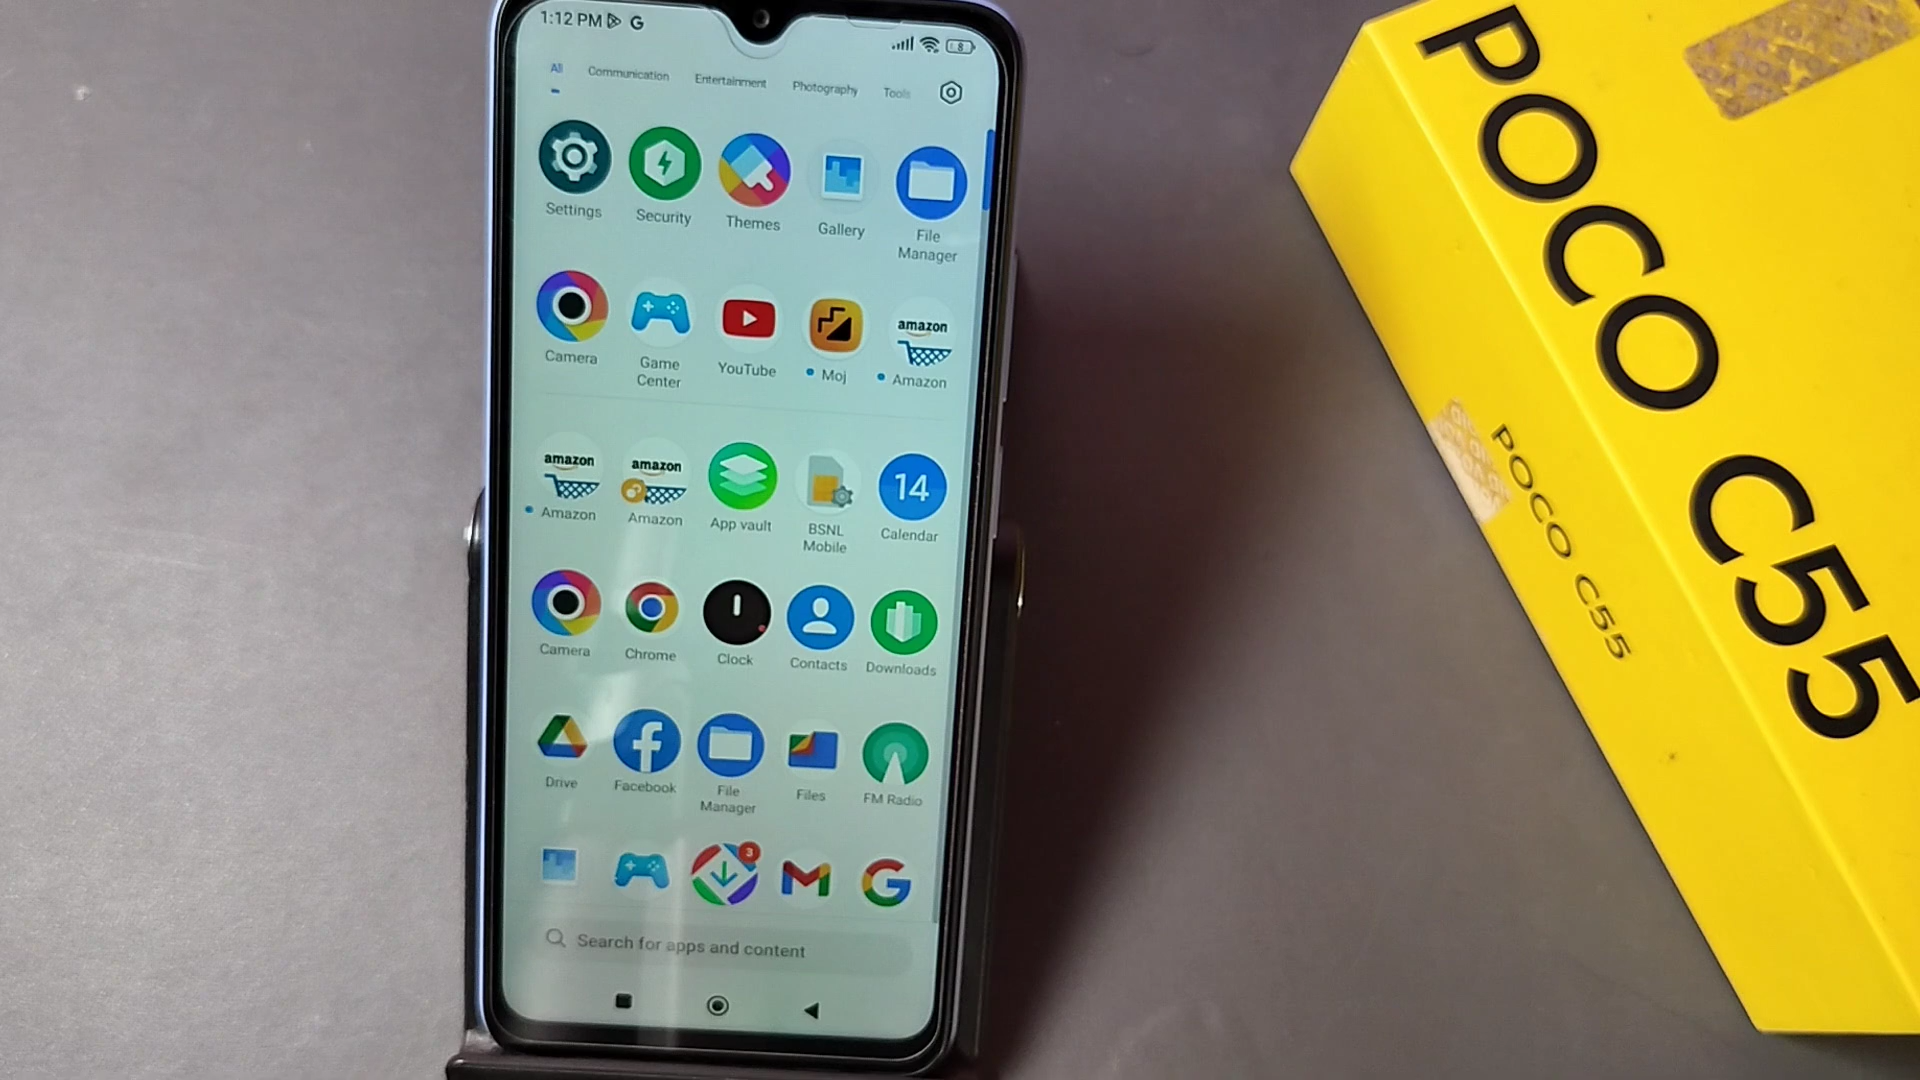 1:12 PM
8
All Communication Entertainment Photography Tools
Settings Security Themes Gallery File Manager
Camera Game Center YouTube Moj Amazon
amazon
amazon
amazon
14
Amazon Amazon App vault BSNL Mobile Calendar
Camera Chrome Clock Contacts Downloads
Drive Facebook File Manager Files FM Radio
3
Search for apps and content
POCO C55
POCO C55